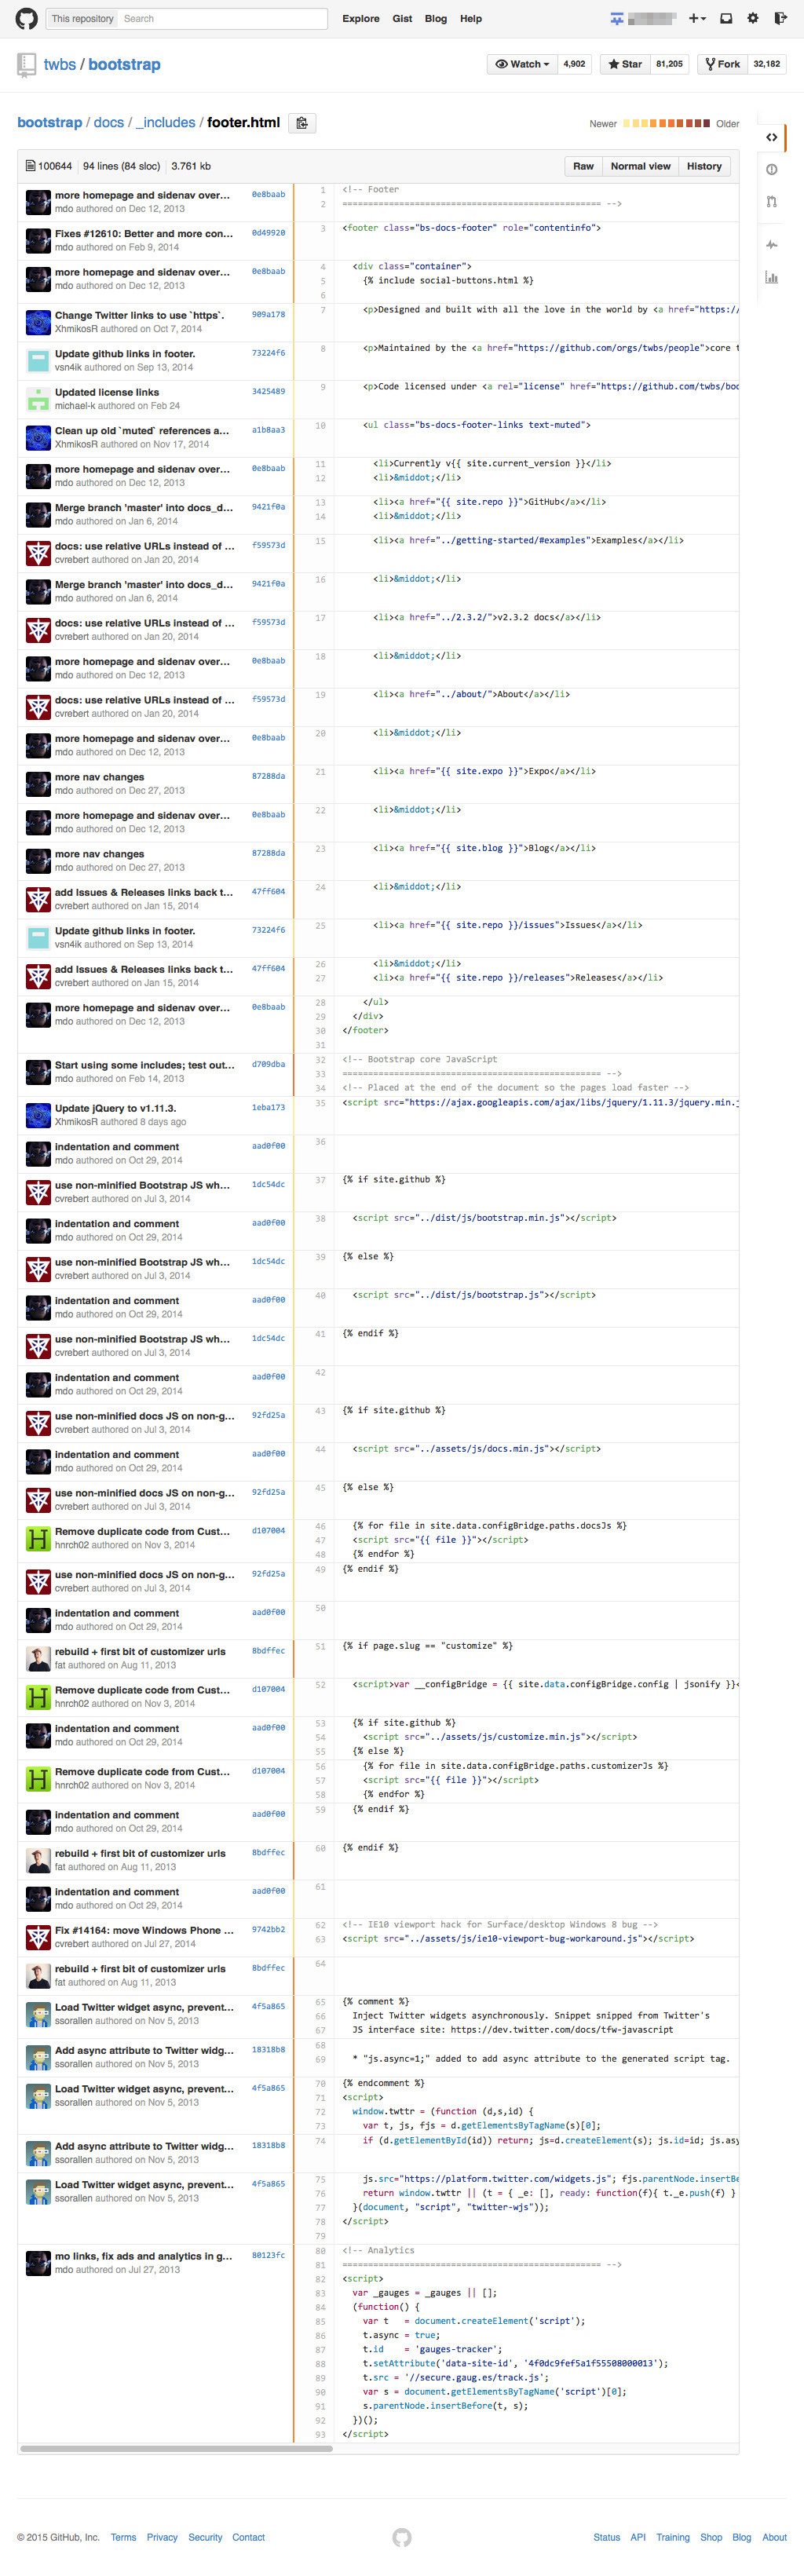 This repository Search Explore Gist Blog Help
twbs / bootstrap Watch 4,902 Star 81,205 Fork 32,182
bootstrap / docs / _includes / footer.html Newer Older
100644 94 lines (84 sloc) 3.761 kb Raw Normal view History
more homepage and sidenav over… 0e8baab 1 <!-- Footer
mdo authored on Dec 12, 2013 2 ================================================== -->
Fixes #12610: Better and more con… 0d49920 3 <footer class="bs-docs-footer" role="contentinfo">
mdo authored on Feb 9, 2014
more homepage and sidenav over… 0e8baab 4 <div class="container">
mdo authored on Dec 12, 2013 5 {% include social-buttons.html %}
6
Change Twitter links to use `https`. 909a178 7 <p>Designed and built with all the love in the world by <a href="https:/
XhmikosR authored on Oct 7, 2014
Update github links in footer. 73224f6 8 <p>Maintained by the <a href="https://github.com/orgs/twbs/people">core t
vsn4ik authored on Sep 13, 2014
Updated license links 3425489 9 <p>Code licensed under <a rel="license" href="https://github.com/twbs/boo
michael-k authored on Feb 24
Clean up old `muted` references a… a1b8aa3 10 <ul class="bs-docs-footer-links text-muted">
XhmikosR authored on Nov 17, 2014
more homepage and sidenav over… 0e8baab 11 <li>Currently v{{ site.current_version }}</li>
mdo authored on Dec 12, 2013 12 <li>&middot;</li>
Merge branch 'master' into docs_d… 9421f0a 13 <li><a href="{{ site.repo }}">GitHub</a></li>
mdo authored on Jan 6, 2014 14 <li>&middot;</li>
docs: use relative URLs instead of … f59573d 15 <li><a href="../getting-started/#examples">Examples</a></li>
cvrebert authored on Jan 20, 2014
Merge branch 'master' into docs_d… 9421f0a 16 <li>&middot;</li>
mdo authored on Jan 6, 2014
docs: use relative URLs instead of … f59573d 17 <li><a href="../2.3.2/">v2.3.2 docs</a></li>
cvrebert authored on Jan 20, 2014
more homepage and sidenav over… 0e8baab 18 <li>&middot;</li>
mdo authored on Dec 12, 2013
docs: use relative URLs instead of … f59573d 19 <li><a href="../about/">About</a></li>
cvrebert authored on Jan 20, 2014
more homepage and sidenav over… 0e8baab 20 <li>&middot;</li>
mdo authored on Dec 12, 2013
more nav changes 87288da 21 <li><a href="{{ site.expo }}">Expo</a></li>
mdo authored on Dec 27, 2013
more homepage and sidenav over… 0e8baab 22 <li>&middot;</li>
mdo authored on Dec 12, 2013
more nav changes 87288da 23 <li><a href="{{ site.blog }}">Blog</a></li>
mdo authored on Dec 27, 2013
add Issues & Releases links back t… 47ff604 24 <li>&middot;</li>
cvrebert authored on Jan 15, 2014
Update github links in footer. 73224f6 25 <li><a href="{{ site.repo }}/issues">Issues</a></li>
vsn4ik authored on Sep 13, 2014
add Issues & Releases links back t… 47ff604 26 <li>&middot;</li>
cvrebert authored on Jan 15, 2014 27 <li><a href="{{ site.repo }}/releases">Releases</a></li>
more homepage and sidenav over… 0e8baab 28 </ul>
mdo authored on Dec 12, 2013 29 </div>
30 </footer>
31
Start using some includes; test out… d709dba 32 <!-- Bootstrap core JavaScript
mdo authored on Feb 14, 2013 33 ================================================== -->
34 <!-- Placed at the end of the document so the pages load faster -->
Update jQuery to v1.11.3. 1eba173 35 <script src="https://ajax.googleapis.com/ajax/libs/jquery/1.11.3/jquery.min.j
XhmikosR authored 8 days ago
indentation and comment aad0f00 36
mdo authored on Oct 29, 2014
use non-minified Bootstrap JS wh… 1dc54dc 37 {% if site.github %}
cvrebert authored on Jul 3, 2014
indentation and comment aad0f00 38 <script src="../dist/js/bootstrap.min.js"></script>
mdo authored on Oct 29, 2014
use non-minified Bootstrap JS wh… 1dc54dc 39 {% else %}
cvrebert authored on Jul 3, 2014
indentation and comment aad0f00 40 <script src="../dist/js/bootstrap.js"></script>
mdo authored on Oct 29, 2014
use non-minified Bootstrap JS wh… 1dc54dc 41 {% endif %}
cvrebert authored on Jul 3, 2014
indentation and comment aad0f00 42
mdo authored on Oct 29, 2014
use non-minified docs JS on non-g… 92fd25a 43 {% if site.github %}
cvrebert authored on Jul 3, 2014
indentation and comment aad0f00 44 <script src="../assets/js/docs.min.js"></script>
mdo authored on Oct 29, 2014
use non-minified docs JS on non-g… 92fd25a 45 {% else %}
cvrebert authored on Jul 3, 2014
Remove duplicate code from Cust… d107004 46 {% for file in site.data.configBridge.paths.docsJs %}
hnrch02 authored on Nov 3, 2014 47 <script src="{{ file }}"></script>
48 {% endfor %}
use non-minified docs JS on non-g… 92fd25a 49 {% endif %}
cvrebert authored on Jul 3, 2014
indentation and comment aad0f00 50
mdo authored on Oct 29, 2014
rebuild + first bit of customizer urls 8bdffec 51 {% if page.slug == "customize" %}
fat authored on Aug 11, 2013
Remove duplicate code from Cust… d107004 52 <script>var __configBridge = {{ site.data.configBridge.config | jsonify }}<
hnrch02 authored on Nov 3, 2014
indentation and comment aad0f00 53 {% if site.github %}
mdo authored on Oct 29, 2014 54 <script src="../assets/js/customize.min.js"></script>
55 {% else %}
Remove duplicate code from Cust… d107004 56 {% for file in site.data.configBridge.paths.customizerJs %}
hnrch02 authored on Nov 3, 2014 57 <script src="{{ file }}"></script>
58 {% endfor %}
indentation and comment aad0f00 59 {% endif %}
mdo authored on Oct 29, 2014
rebuild + first bit of customizer urls 8bdffec 60 {% endif %}
fat authored on Aug 11, 2013
indentation and comment aad0f00 61
mdo authored on Oct 29, 2014
Fix #14164: move Windows Phone … 9742bb2 62 <!-- IE10 viewport hack for Surface/desktop Windows 8 bug -->
cvrebert authored on Jul 27, 2014 63 <script src="../assets/js/ie10-viewport-bug-workaround.js"></script>
rebuild + first bit of customizer urls 8bdffec 64
fat authored on Aug 11, 2013
Load Twitter widget async, prevent… 4f5a865 65 {% comment %}
ssorallen authored on Nov 5, 2013 66 Inject Twitter widgets asynchronously. Snippet snipped from Twitter's
67 JS interface site: https://dev.twitter.com/docs/tfw-javascript
Add async attribute to Twitter widg… 18318b8 68
ssorallen authored on Nov 5, 2013 69 * "js.async=1;" added to add async attribute to the generated script tag.
Load Twitter widget async, prevent… 4f5a865 70 {% endcomment %}
ssorallen authored on Nov 5, 2013 71 <script>
72 window.twttr = (function (d,s,id) {
73 var t, js, fjs = d.getElementsByTagName(s)[0];
Add async attribute to Twitter widg… 18318b8 74 if (d.getElementById(id)) return; js=d.createElement(s); js.id=id; js.asy
ssorallen authored on Nov 5, 2013
Load Twitter widget async, prevent… 4f5a865 75 js.src="https://platform.twitter.com/widgets.js"; fjs.parentNode.insertBe
ssorallen authored on Nov 5, 2013 76 return window.twttr || (t = { _e: [], ready: function(f){ t._e.push(f) }
77 }(document, "script", "twitter-wjs"));
78 </script>
79
mo links, fix ads and analytics in g… 80123fc 80 <!-- Analytics
mdo authored on Jul 27, 2013 81 ================================================== -->
82 <script>
83 var _gauges = _gauges || [];
84 (function() {
85 var t = document.createElement('script');
86 t.async = true;
87 t.id = 'gauges-tracker';
88 t.setAttribute('data-site-id', '4f0dc9fef5a1f55508000013');
89 t.src = '//secure.gaug.es/track.js';
90 var s = document.getElementsByTagName('script')[0];
91 s.parentNode.insertBefore(t, s);
92 })();
93 </script>
© 2015 GitHub, Inc. Terms Privacy Security Contact Status API Training Shop Blog About